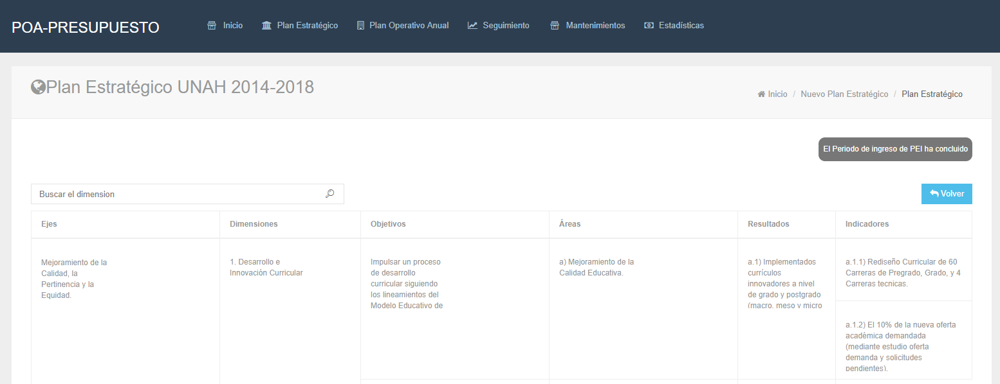 POA-PRESUPUESTO
Inicio
Plan Estratégico
Plan Operativo Anual
Seguimiento
Mantenimientos
Estadísticas
Plan Estratégico UNAH 2014-2018
Inicio / Nuevo Plan Estratégico / Plan Estratégico
El Periodo de ingreso de PEI ha concluido
Buscar el dimension
Volver
Ejes
Dimensiones
Objetivos
Áreas
Resultados
Indicadores
Mejoramiento de la
Calidad, la
Pertinencia y la
Equidad.
1. Desarrollo e
Innovación Curricular
Impulsar un proceso
de desarrollo
curricular siguiendo
los lineamientos del
Modelo Educativo de
a) Mejoramiento de la
Calidad Educativa.
a.1) Implementados
currículos
innovadores a nivel
de grado y postgrado
(macro, meso y micro
a.1.1) Rediseño Curricular de 60
Carreras de Pregrado, Grado, y 4
Carreras tecnicas.
a.1.2) El 10% de la nueva oferta
académica demandada
(mediante estudio oferta
demanda y solicitudes
pendientes).